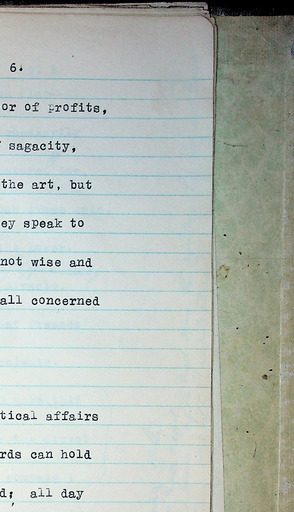 6.
or of profits,
sagacity,
the art, but
ey speak to
not wise and
all concerned
tical affairs
rds can hold
d; all day